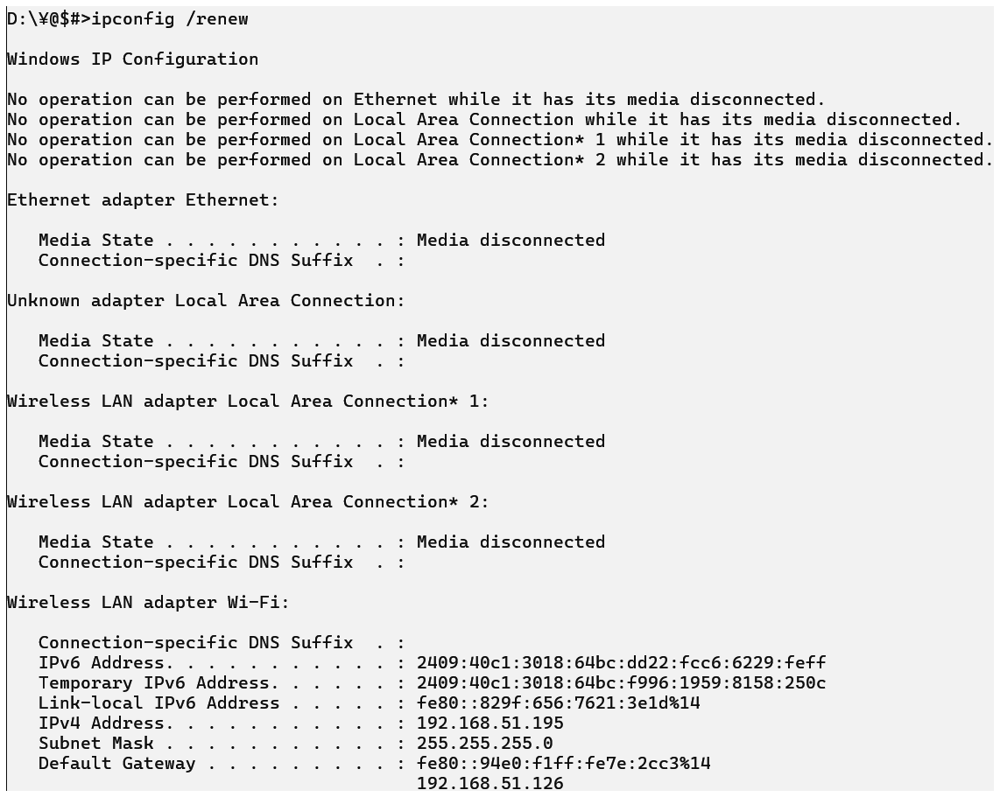 D:\¥@$#>ipconfig /renew
Windows IP Configuration
No operation can be performed on Ethernet while it has its media disconnected.
No operation can be performed on Local Area Connection while it has its media disconnected.
No operation can be performed on Local Area Connection* 1 while it has its media disconnected.
No operation can be performed on Local Area Connection* 2 while it has its media disconnected.
Ethernet adapter Ethernet:
   Media State . . . . . . . . . . . : Media disconnected
   Connection-specific DNS Suffix  . :
Unknown adapter Local Area Connection:
   Media State . . . . . . . . . . . : Media disconnected
   Connection-specific DNS Suffix  . :
Wireless LAN adapter Local Area Connection* 1:
   Media State . . . . . . . . . . . : Media disconnected
   Connection-specific DNS Suffix  . :
Wireless LAN adapter Local Area Connection* 2:
   Media State . . . . . . . . . . . : Media disconnected
   Connection-specific DNS Suffix  . :
Wireless LAN adapter Wi-Fi:
   Connection-specific DNS Suffix  . :
   IPv6 Address. . . . . . . . . . . : 2409:40c1:3018:64bc:dd22:fcc6:6229:feff
   Temporary IPv6 Address. . . . . . : 2409:40c1:3018:64bc:f996:1959:8158:250c
   Link-local IPv6 Address . . . . . : fe80::829f:656:7621:3e1d%14
   IPv4 Address. . . . . . . . . . . : 192.168.51.195
   Subnet Mask . . . . . . . . . . . : 255.255.255.0
   Default Gateway . . . . . . . . . : fe80::94e0:f1ff:fe7e:2cc3%14
                                       192.168.51.126